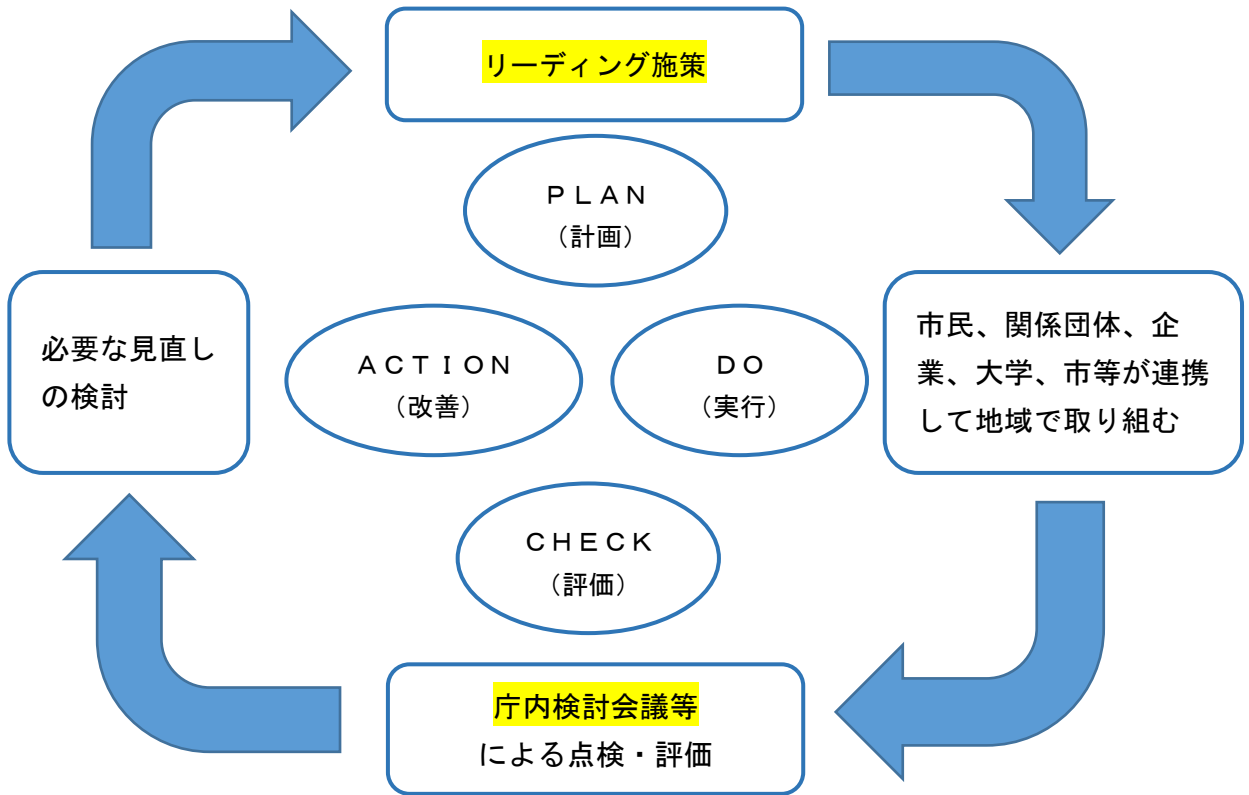 リーディング施策
ＰＬＡＮ
（計画）
必要な見直し
の検討
ＡＣＴＩＯＮ
（改善）
ＤＯ
（実行）
市民、関係団体、企
業、大学、市等が連携
して地域で取り組む
ＣＨＥＣＫ
（評価）
庁内検討会議等
による点検・評価